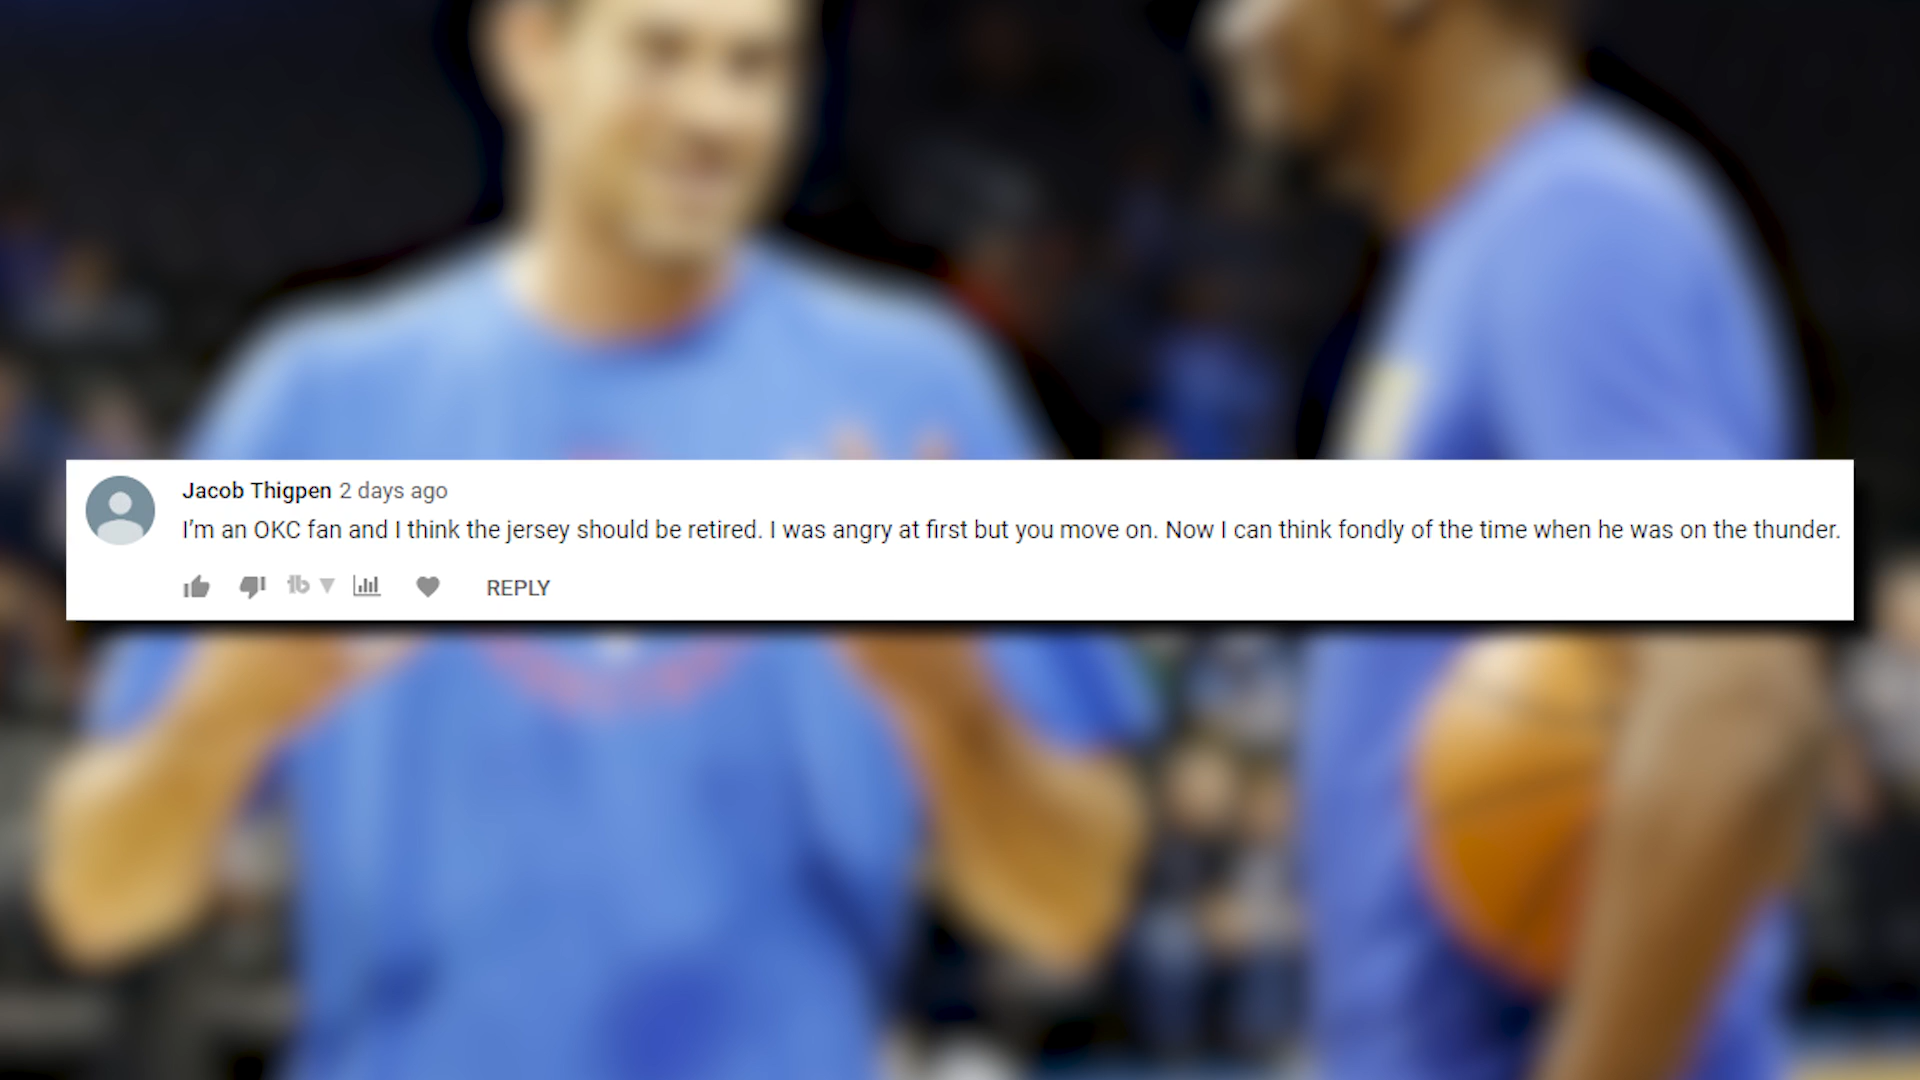 Jacob Thigpen 2 days ago
I’m an OKC fan and I think the jersey should be retired. I was angry at first but you move on. Now I can think fondly of the time when he was on the thunder.
REPLY